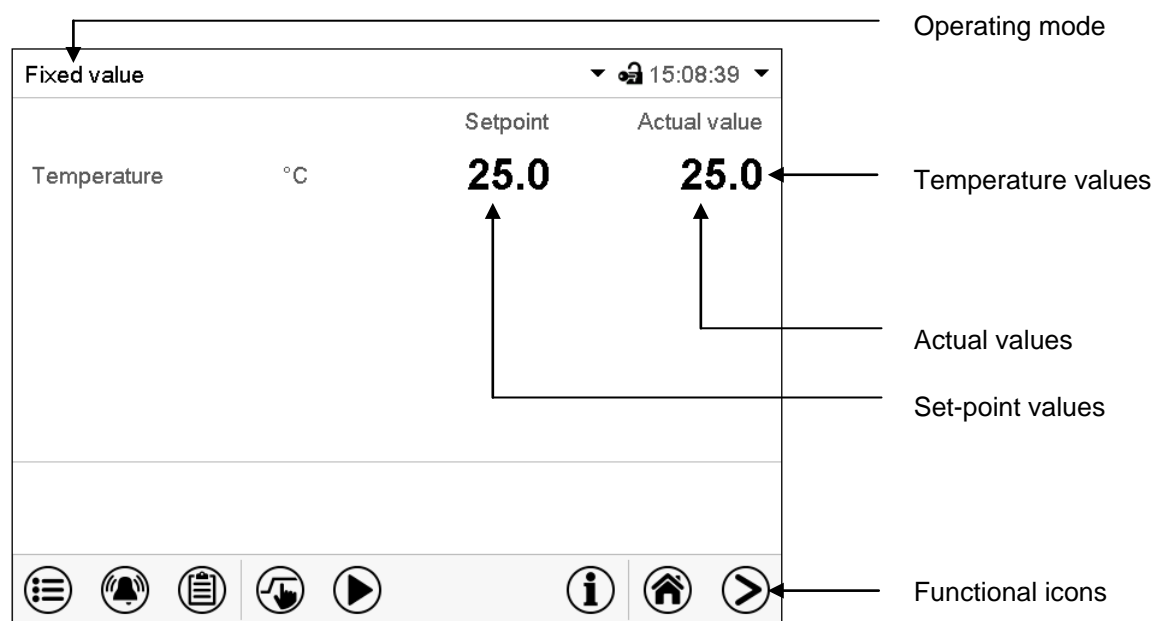 Operating mode
Fixed value 15:08:39
Setpoint Actual value
Temperature °C 25.0 25.0 Temperature values
Actual values
Set-point values
Functional icons